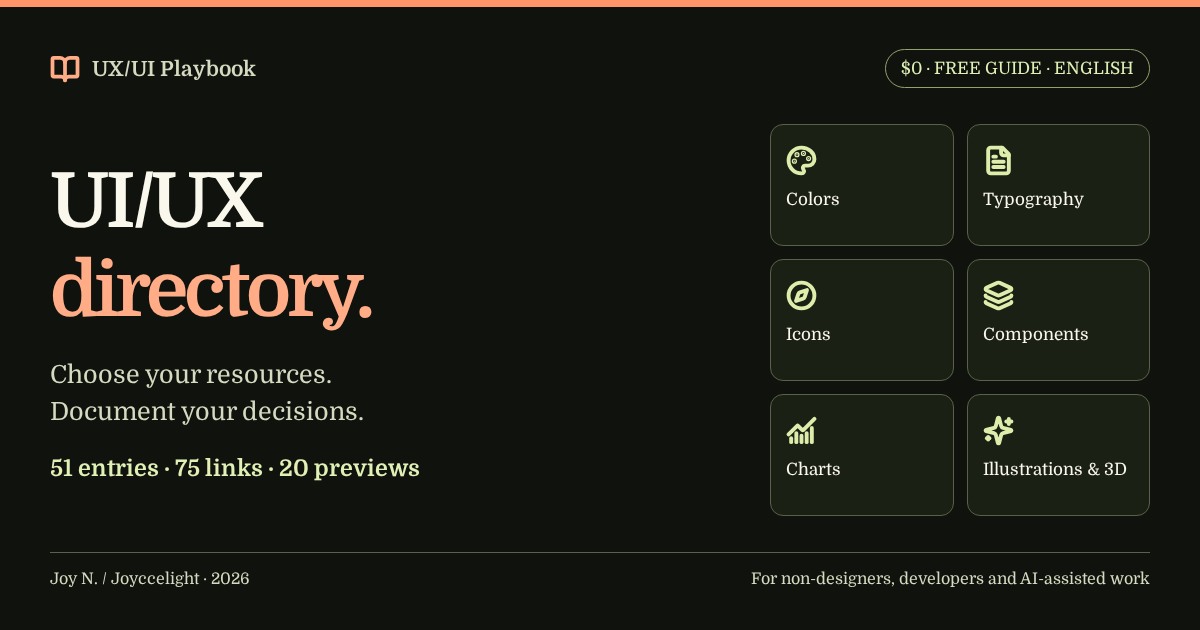 UX/UI Playbook
$0 · FREE GUIDE · ENGLISH
UI/UX
directory.
Choose your resources.
Document your decisions.
51 entries · 75 links · 20 previews
Colors
Typography
Icons
Components
Charts
Illustrations & 3D
Joy N. / Joyccelight · 2026
For non-designers, developers and AI-assisted work